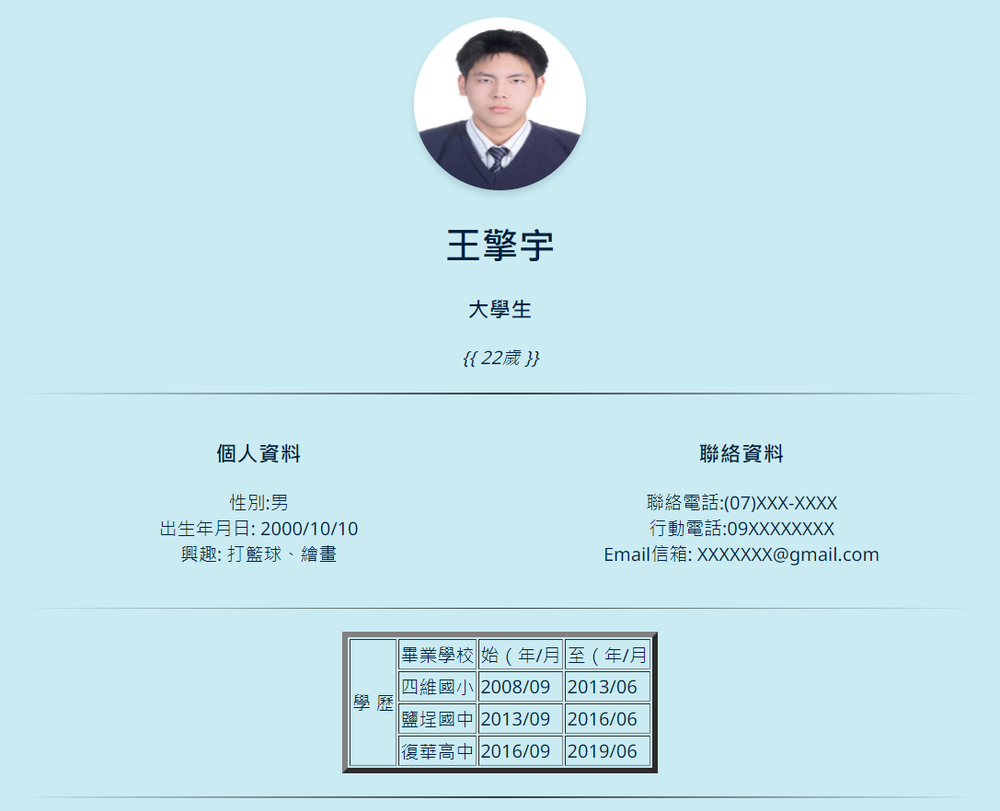 王擎宇
大學生
{{ 22歲 }}
個人資料
性別:男
出生年月日: 2000/10/10
興趣: 打籃球、繪畫
聯絡資料
聯絡電話:(07)XXX-XXXX
行動電話:09XXXXXXXX
Email信箱: XXXXXXX@gmail.com
學 歷
畢業學校 始（年/月 至（年/月
四維國小 2008/09 2013/06
鹽埕國中 2013/09 2016/06
復華高中 2016/09 2019/06